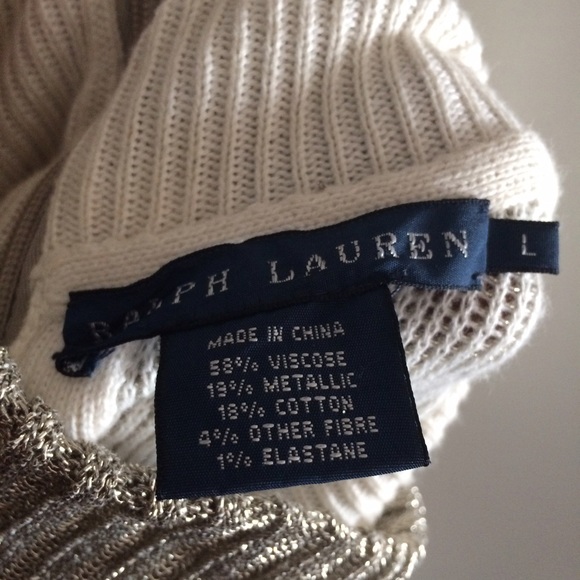 RALPH LAUREN
L
MADE IN CHINA
58% VISCOSE
19% METALLIC
18% COTTON
4% OTHER FIBRE
1% ELASTANE